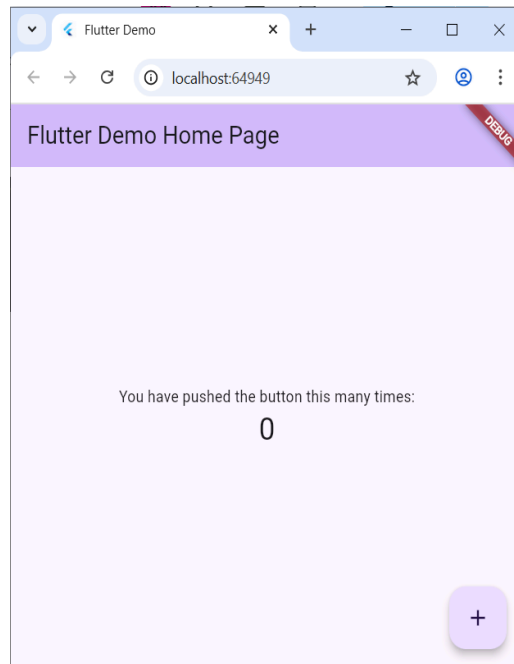 Flutter Demo
localhost:64949
Flutter Demo Home Page
DEBUG
You have pushed the button this many times:
0